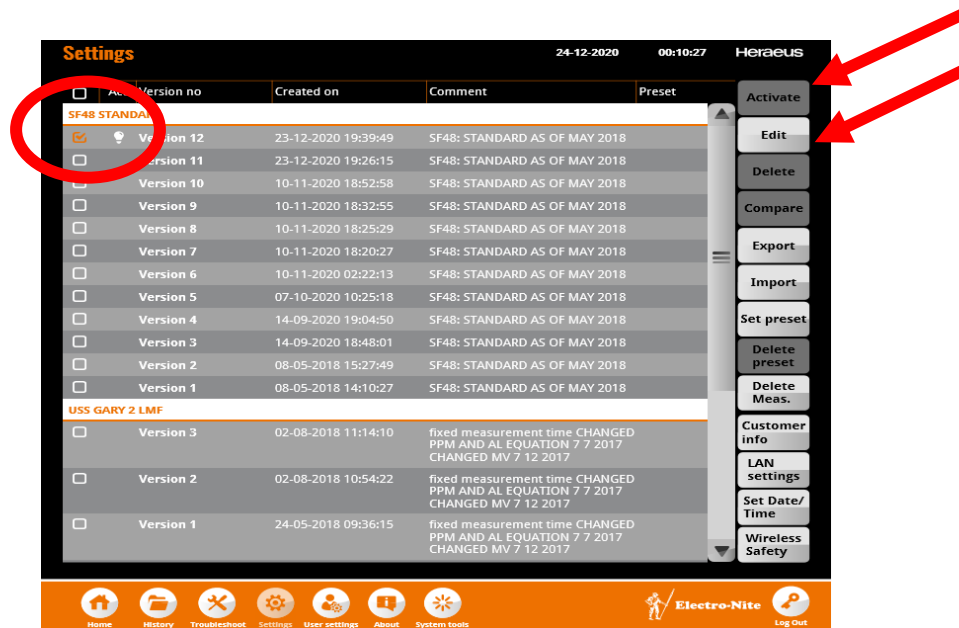 Settings 24-12-2020 00:10:27 Heraeus
Version no Created on Comment Preset
SF48
Version 12 23-12-2020 19:39:49 SF48: STANDARD AS OF MAY 2018
Version 11 23-12-2020 19:26:15 SF48: STANDARD AS OF MAY 2018
Version 10 10-11-2020 18:52:58 SF48: STANDARD AS OF MAY 2018
Version 9 10-11-2020 18:32:55 SF48: STANDARD AS OF MAY 2018
Version 8 10-11-2020 18:25:29 SF48: STANDARD AS OF MAY 2018
Version 7 10-11-2020 18:20:27 SF48: STANDARD AS OF MAY 2018
Version 6 10-11-2020 02:22:13 SF48: STANDARD AS OF MAY 2018
Version 5 07-10-2020 10:25:18 SF48: STANDARD AS OF MAY 2018
Version 4 14-09-2020 19:04:50 SF48: STANDARD AS OF MAY 2018
Version 3 14-09-2020 18:48:01 SF48: STANDARD AS OF MAY 2018
Version 2 08-05-2018 15:27:49 SF48: STANDARD AS OF MAY 2018
Version 1 08-05-2018 14:10:27 SF48: STANDARD AS OF MAY 2018
USS GARY 2 LMF
Version 3 02-08-2018 11:14:10 fixed measurement time CHANGED
PPM AND AL EQUATION 7 7 2017
CHANGED MV 7 12 2017
Version 2 02-08-2018 10:54:22 fixed measurement time CHANGED
PPM AND AL EQUATION 7 7 2017
CHANGED MV 7 12 2017
Version 1 24-05-2018 09:36:15 fixed measurement time CHANGED
PPM AND AL EQUATION 7 7 2017
CHANGED MV 7 12 2017
Activate
Edit
Delete
Compare
Export
Import
Set preset
Delete
preset
Delete
Meas.
Customer
info
LAN
settings
Set Date/
Time
Wireless
Safety
Electro-Nite
Home History Troubleshoot Settings User settings About System tools Log Out